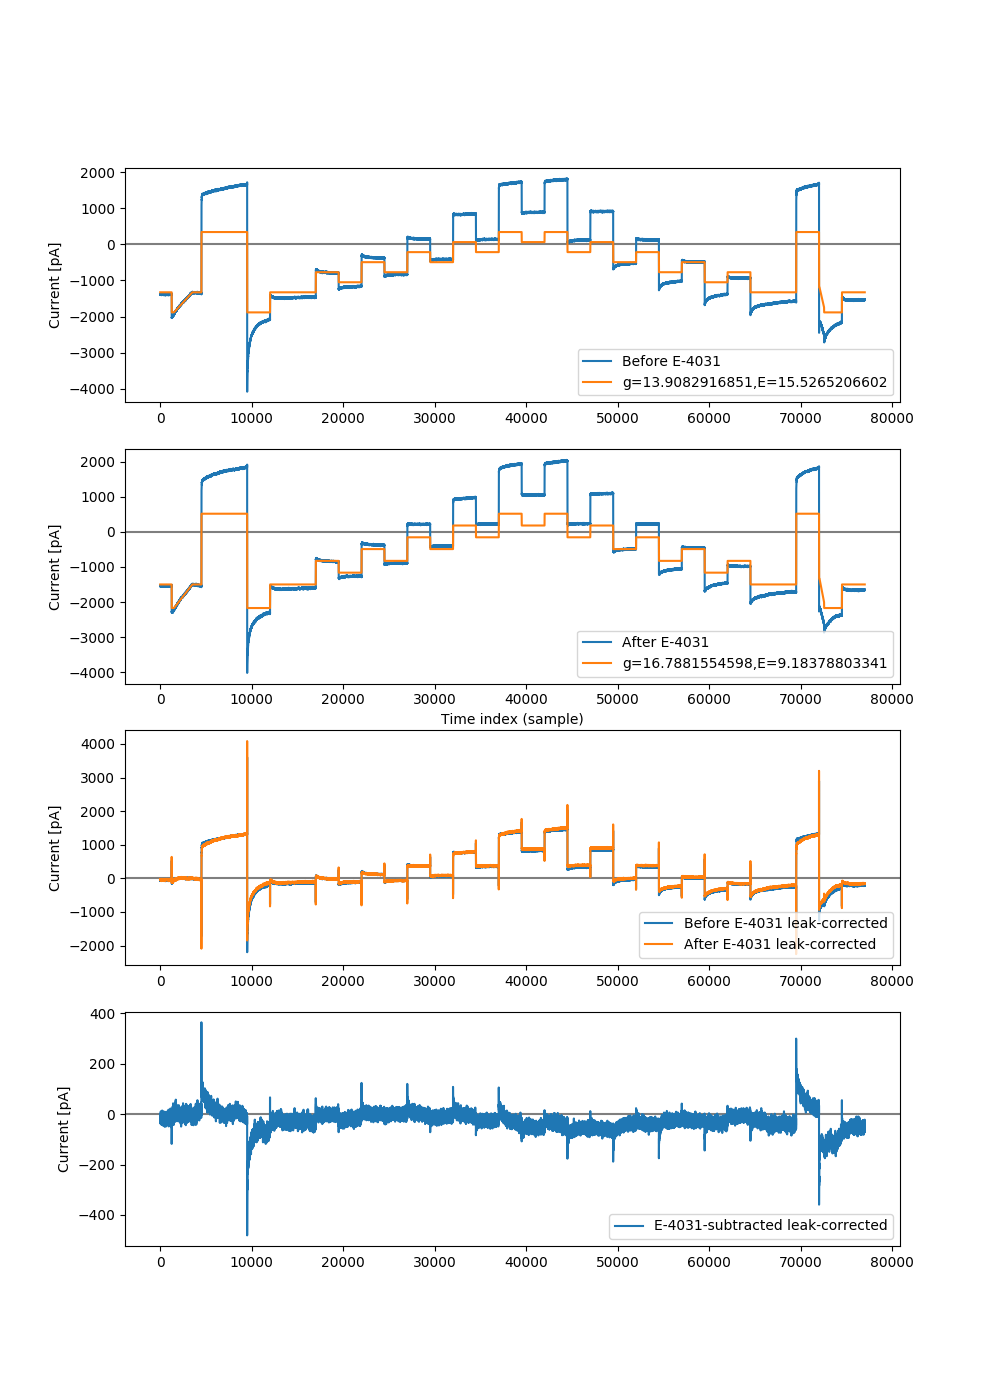 2000
1000
0
−1000
−2000
−3000
−4000
Current [pA]
Before E-4031
g=13.9082916851,E=15.5265206602
0 10000 20000 30000 40000 50000 60000 70000 80000
2000
1000
0
−1000
−2000
−3000
−4000
Current [pA]
After E-4031
g=16.7881554598,E=9.18378803341
0 10000 20000 30000 40000 50000 60000 70000 80000
Time index (sample)
4000
3000
2000
1000
0
−1000
−2000
Current [pA]
Before E-4031 leak-corrected
After E-4031 leak-corrected
0 10000 20000 30000 40000 50000 60000 70000 80000
400
200
0
−200
−400
Current [pA]
E-4031-subtracted leak-corrected
0 10000 20000 30000 40000 50000 60000 70000 80000